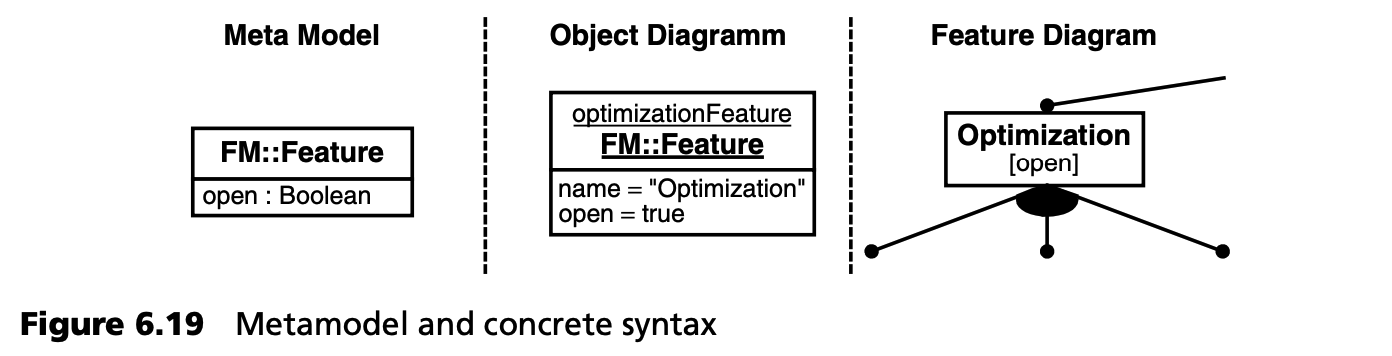 Meta Model
FM::Feature
open : Boolean
Object Diagramm
optimizationFeature
FM::Feature
name = "Optimization"
open = true
Feature Diagram
Optimization
[open]
Figure 6.19 Metamodel and concrete syntax